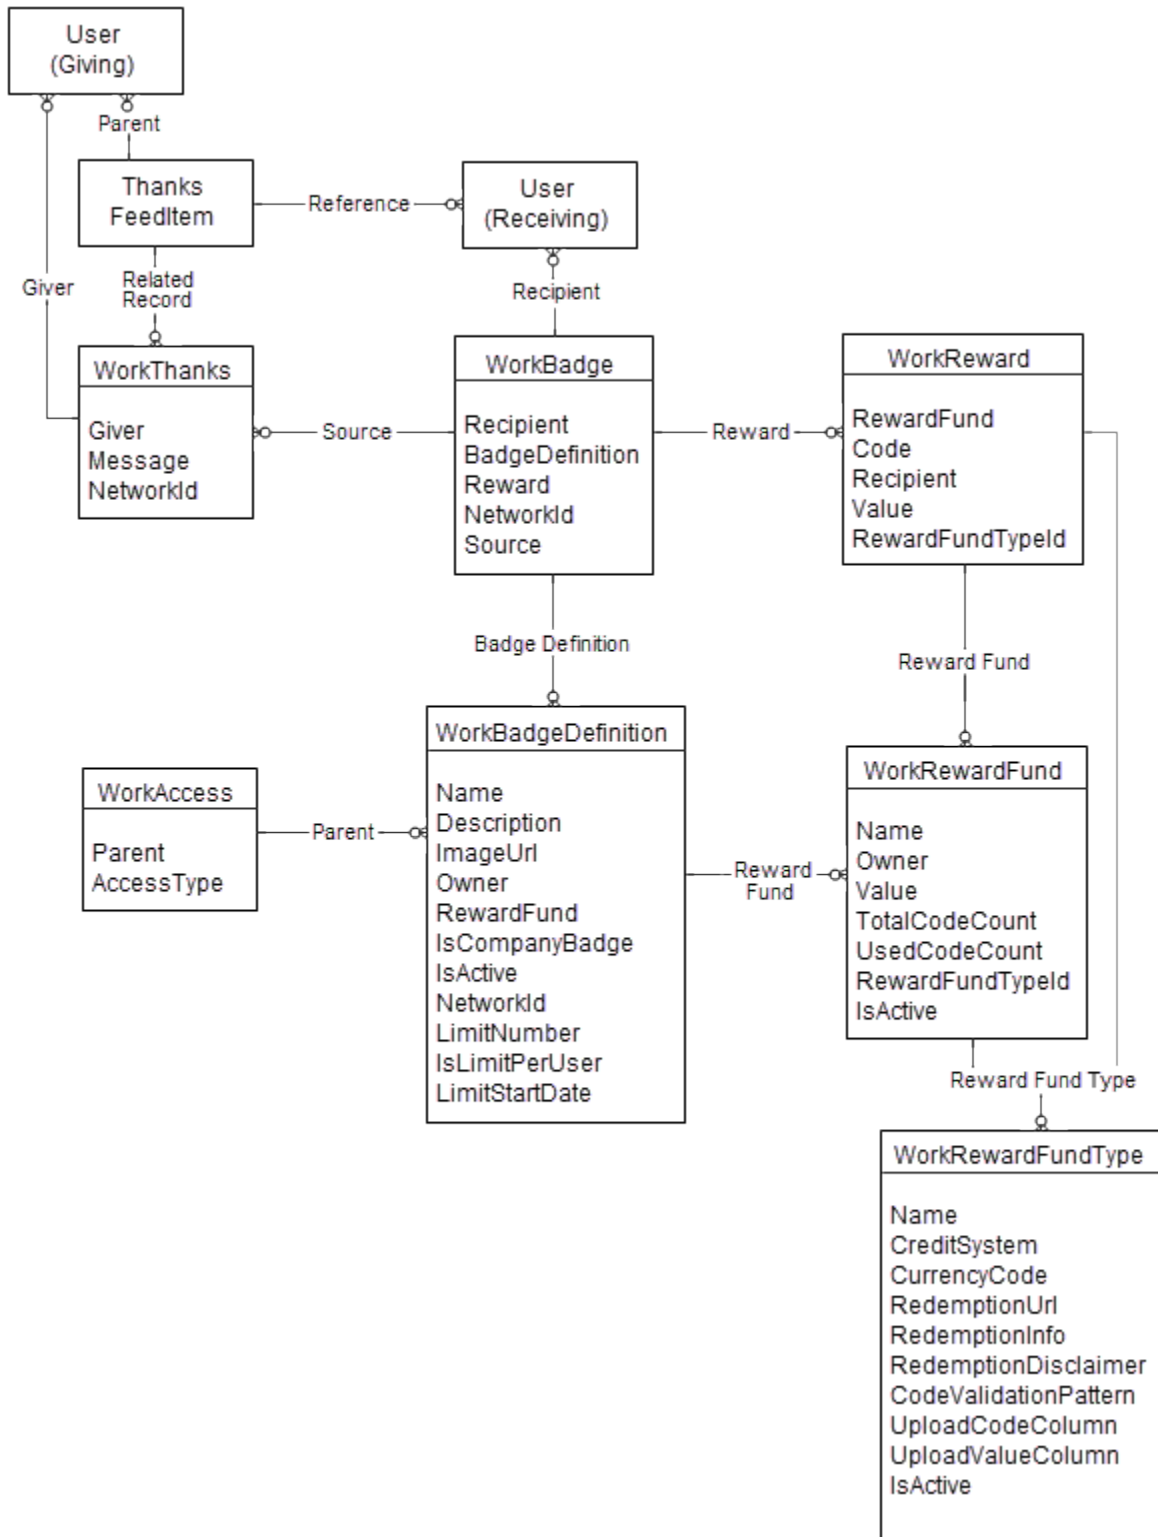 User
(Giving)
Parent
Thanks
FeedItem
Reference
User
(Receiving)
Giver
Related
Record
Recipient
WorkThanks
Giver
Message
NetworkId
Source
WorkBadge
Recipient
BadgeDefinition
Reward
NetworkId
Source
Reward
WorkReward
RewardFund
Code
Recipient
Value
RewardFundTypeId
Badge Definition
Reward Fund
WorkAccess
Parent
AccessType
Parent
WorkBadgeDefinition
Name
Description
ImageUrl
Owner
RewardFund
IsCompanyBadge
IsActive
NetworkId
LimitNumber
IsLimitPerUser
LimitStartDate
Reward
Fund
WorkRewardFund
Name
Owner
Value
TotalCodeCount
UsedCodeCount
RewardFundTypeId
IsActive
Reward Fund Type
WorkRewardFundType
Name
CreditSystem
CurrencyCode
RedemptionUrl
RedemptionInfo
RedemptionDisclaimer
CodeValidationPattern
UploadCodeColumn
UploadValueColumn
IsActive